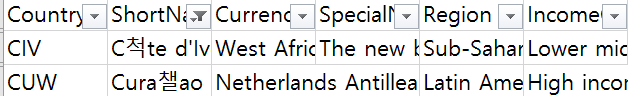 Country ShortNa Currenc SpecialN Region Income
CIV C척te d'Iv West Afric The new b Sub-Sahar Lower mic
CUW Cura챌ao Netherlands Antillea Latin Ame High incor